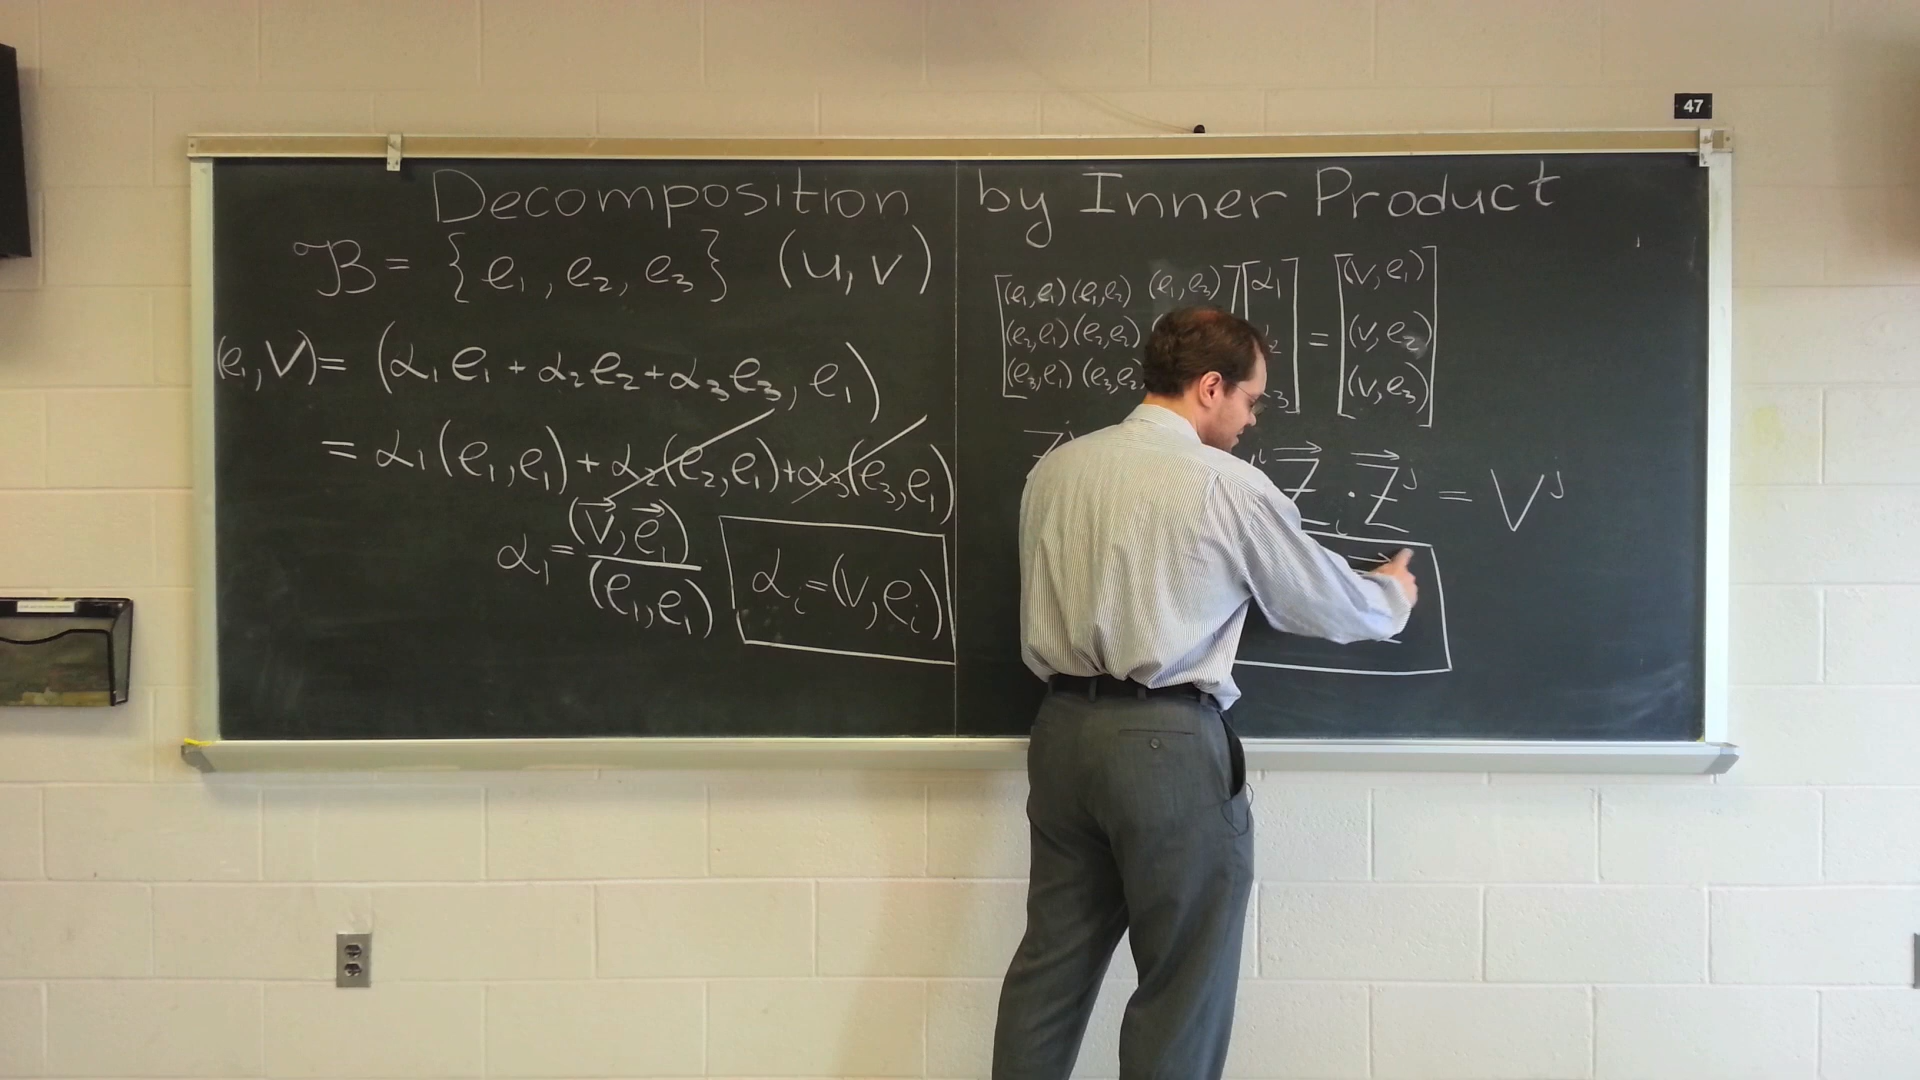 Decomposition by Inner Product
B = {e₁, e₂, e₃} (u, v)
(e₁, V) = (α₁e₁ + α₂e₂ + α₃e₃, e₁)
= α₁(e₁, e₁) + α₂(e₂, e₁) + α₃(e₃, e₁)
α₁ = (v⃗, e⃗₁) / (e₁, e₁)
αᵢ = (v, eᵢ)
(e₁, e₁) (e₁, e₂) (e₁, e₃) α₁ (v, e₁)
(e₂, e₁) (e₂, e₂) ₂ = (v, e₂)
(e₃, e₁) (e₃, e₂ ₃ (v, e₃)
Z⃗ᵢ · Z⃗ʲ = Vʲ
47